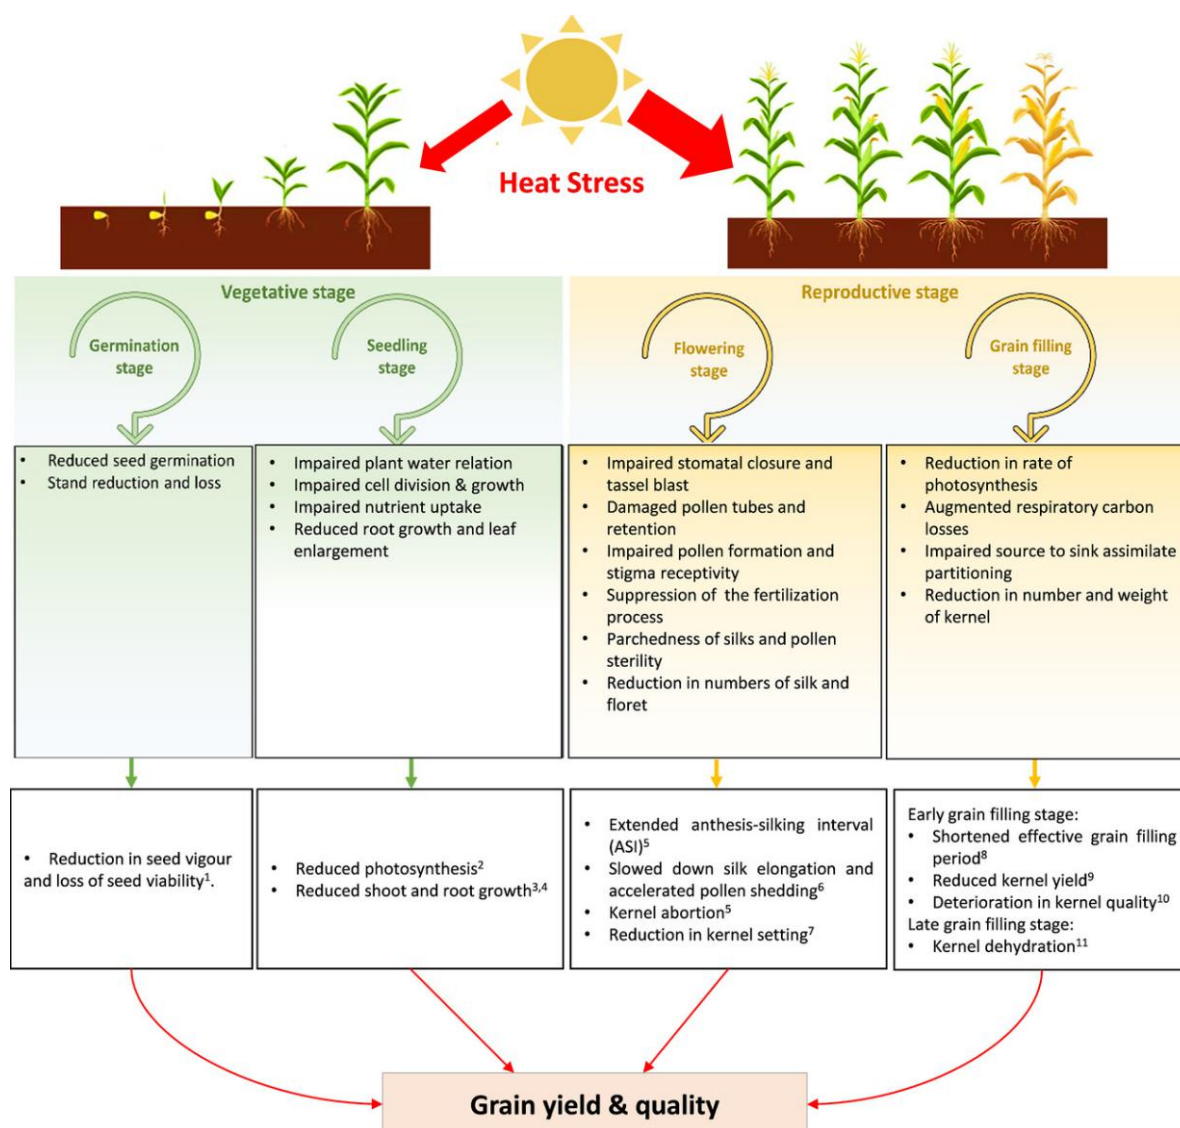 Heat Stress
Vegetative stage
Germination
stage
Seedling
stage
Reproductive stage
Flowering
stage
Grain filling
stage
• Reduced seed germination
• Stand reduction and loss
• Impaired plant water relation
• Impaired cell division & growth
• Impaired nutrient uptake
• Reduced root growth and leaf
enlargement
• Impaired stomatal closure and
tassel blast
• Damaged pollen tubes and
retention
• Impaired pollen formation and
stigma receptivity
• Suppression of the fertilization
process
• Parchedness of silks and pollen
sterility
• Reduction in numbers of silk and
floret
• Reduction in rate of
photosynthesis
• Augmented respiratory carbon
losses
• Impaired source to sink assimilate
partitioning
• Reduction in number and weight
of kernel
• Reduction in seed vigour
and loss of seed viability¹.
• Reduced photosynthesis²
• Reduced shoot and root growth³,⁴
• Extended anthesis-silking interval
(ASI)⁵
• Slowed down silk elongation and
accelerated pollen shedding⁶
• Kernel abortion⁵
• Reduction in kernel setting⁷
Early grain filling stage:
• Shortened effective grain filling
period⁸
• Reduced kernel yield⁹
• Deterioration in kernel quality¹⁰
Late grain filling stage:
• Kernel dehydration¹¹
Grain yield & quality